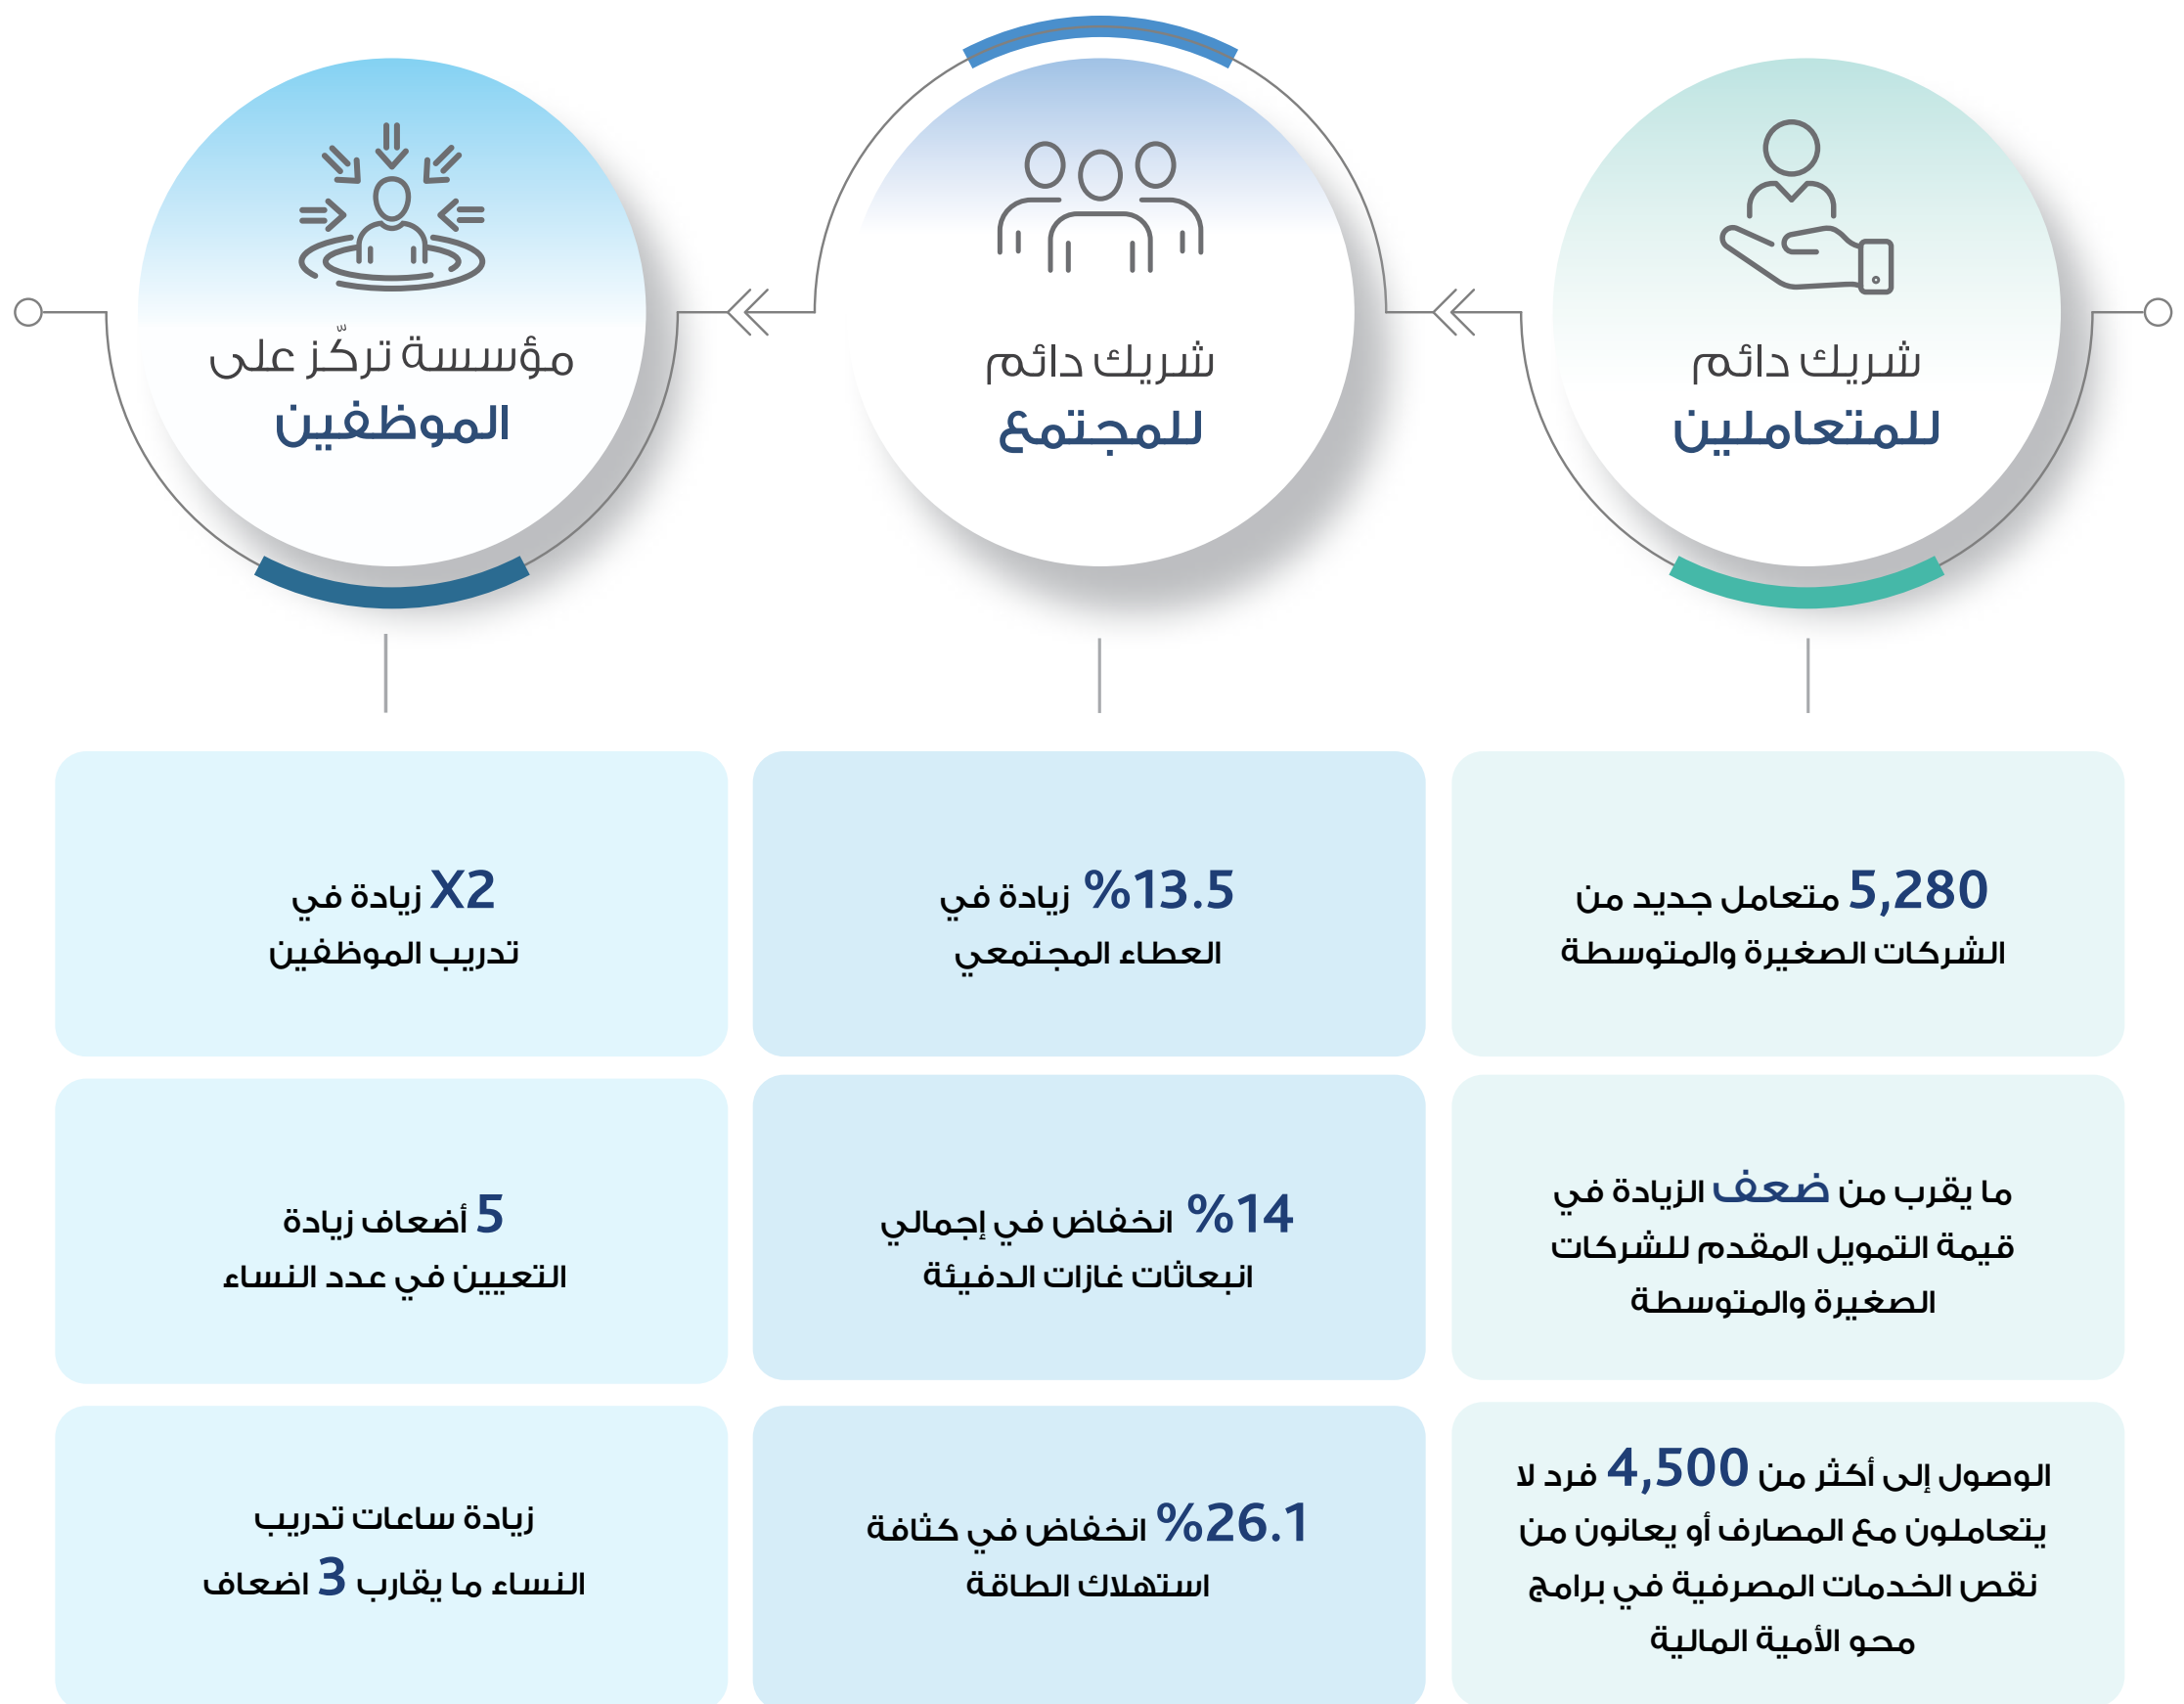 شريك دائم
للمتعاملين
شريك دائم
للمجتمع
مؤسسة تركّز على
الموظفين
5,280 متعامل جديد من
الشركات الصغيرة والمتوسطة
%13.5 زيادة في
العطاء المجتمعي
X2 زيادة في
تدريب الموظفين
ما يقرب من ضعف الزيادة في
قيمة التمويل المقدم للشركات
الصغيرة والمتوسطة
%14 انخفاض في إجمالي
انبعاثات غازات الدفيئة
5 أضعاف زيادة
التعيين في عدد النساء
الوصول إلى أكثر من 4,500 فرد لا
يتعاملون مع المصارف أو يعانون من
نقص الخدمات المصرفية في برامج
محو الأمية المالية
%26.1 انخفاض في كثافة
استهلاك الطاقة
زيادة ساعات تدريب
النساء ما يقارب 3 اضعاف